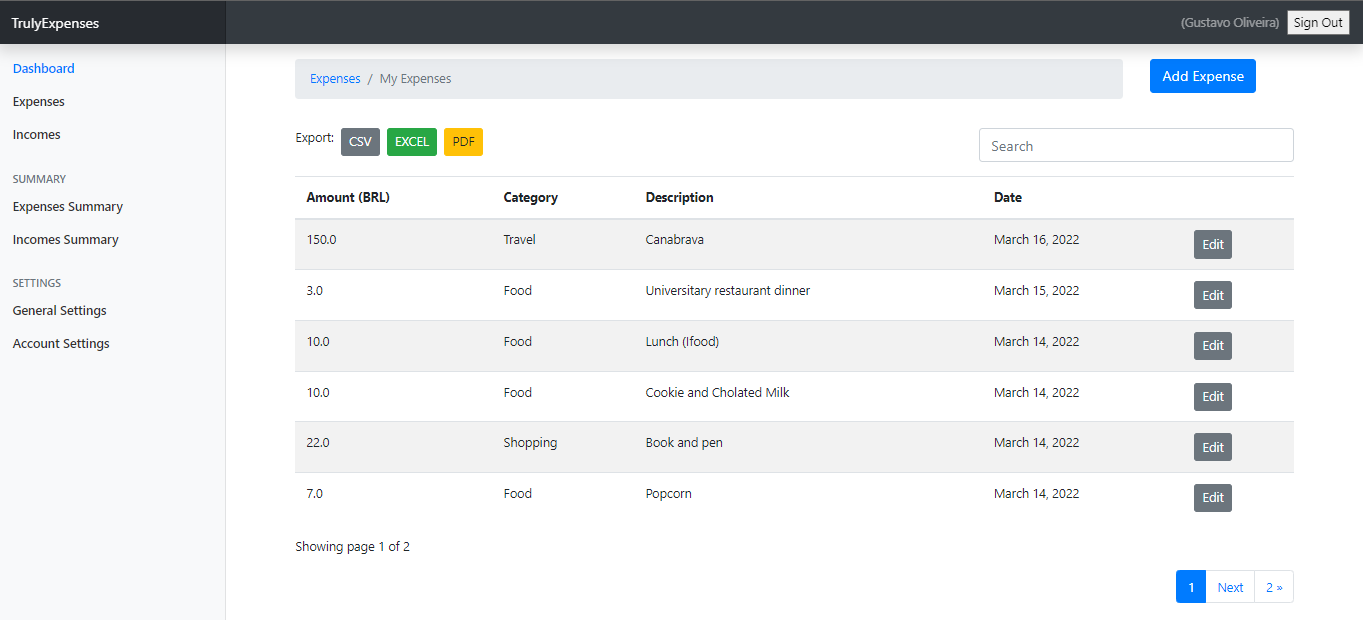 TrulyExpenses (Gustavo Oliveira) Sign Out
Dashboard
Expenses
Incomes
SUMMARY
Expenses Summary
Incomes Summary
SETTINGS
General Settings
Account Settings
Expenses / My Expenses Add Expense
Export: CSV EXCEL PDF Search
Amount (BRL) Category Description Date
150.0 Travel Canabrava March 16, 2022 Edit
3.0 Food Universitary restaurant dinner March 15, 2022 Edit
10.0 Food Lunch (Ifood) March 14, 2022 Edit
10.0 Food Cookie and Cholated Milk March 14, 2022 Edit
22.0 Shopping Book and pen March 14, 2022 Edit
7.0 Food Popcorn March 14, 2022 Edit
Showing page 1 of 2
1 Next 2 »